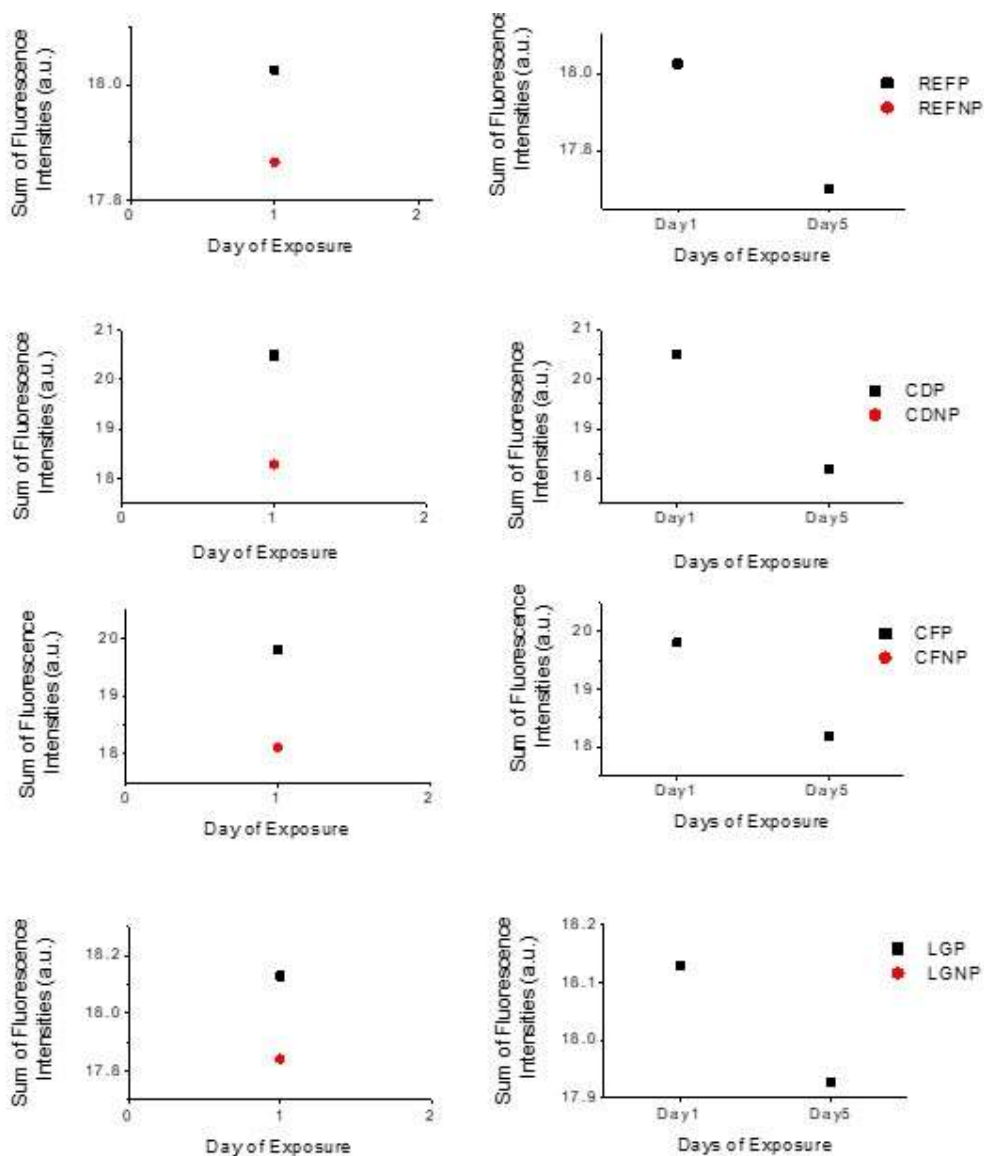 Sum of Fluorescence
Intensities (a.u.)
18.0
17.8
0
1
2
Day of Exposure
Sum of Fluorescence
Intensities (a.u.)
18.0
17.8
Day1
Day5
Days of Exposure
REFP
REFNP
Sum of Fluorescence
Intensities (a.u.)
21
20
19
18
0
1
2
Day of Exposure
Sum of Fluorescence
Intensities (a.u.)
21
20
19
18
Day1
Day5
Days of Exposure
CDP
CDNP
Sum of Fluorescence
Intensities (a.u.)
20
19
18
0
1
2
Day of Exposure
Sum of Fluorescence
Intensities (a.u.)
20
19
18
Day1
Day5
Days of Exposure
CFP
CFNP
Sum of Fluorescence
Intensities (a.u.)
18.2
18.0
17.8
0
1
2
Day of Exposure
Sum of Fluorescence
Intensities (a.u.)
18.2
18.1
18.0
17.9
Day1
Day5
Days of Exposure
LGP
LGNP